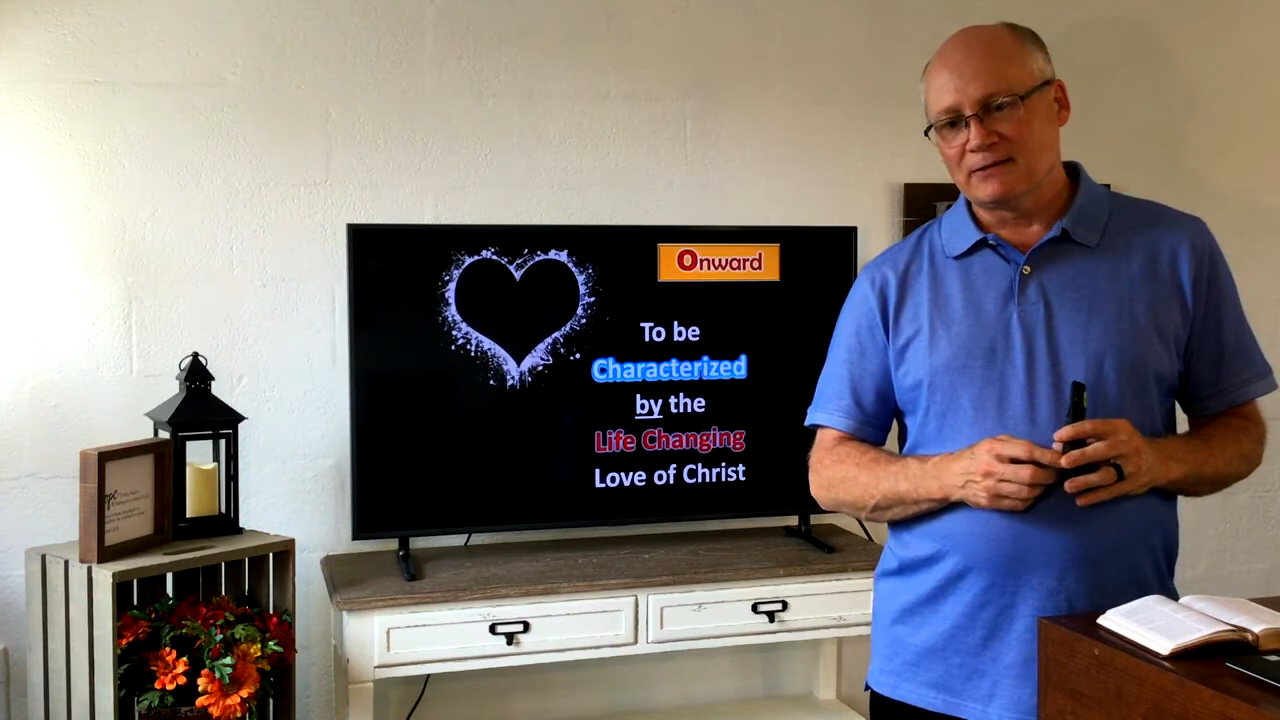 Onward
To be
Characterized
by the
Life Changing
Love of Christ